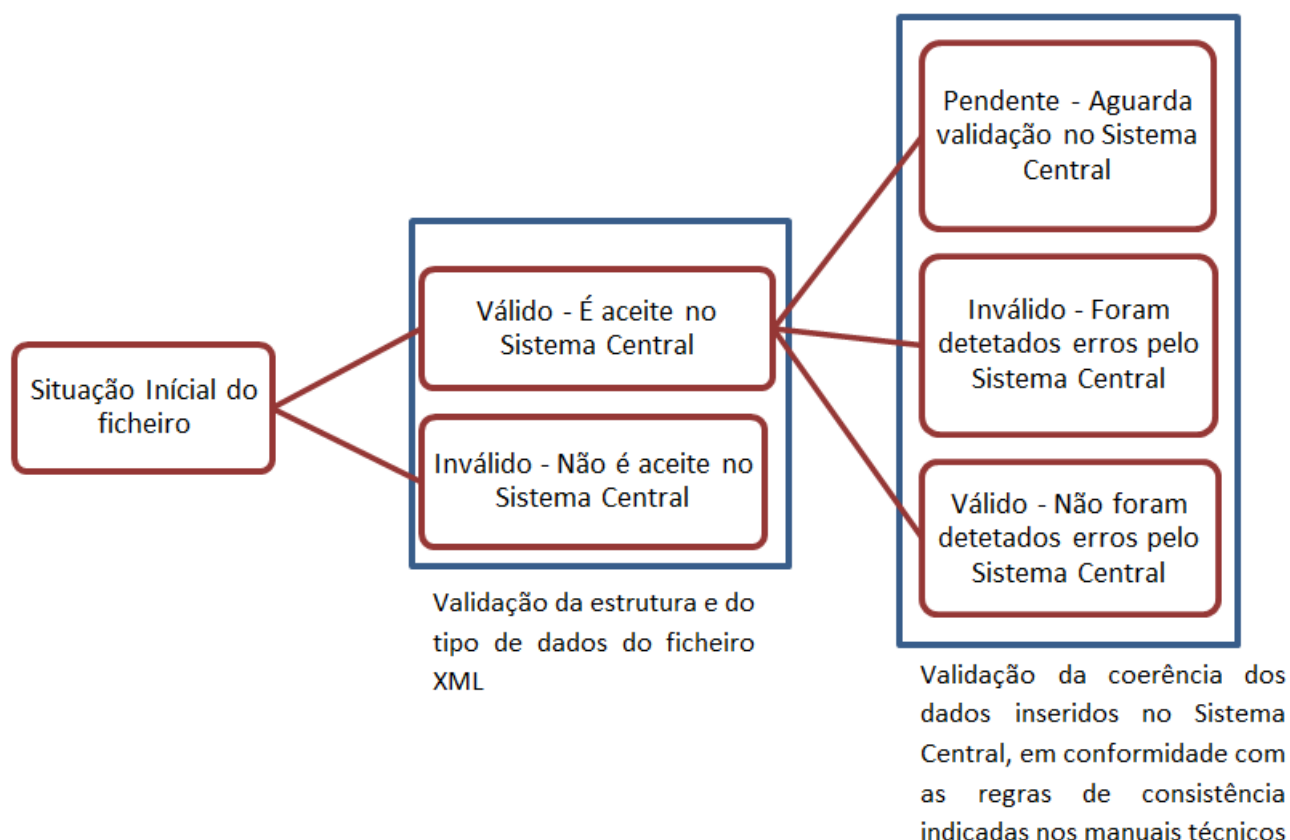 Situação Inícial do
ficheiro
Válido - É aceite no
Sistema Central
Inválido - Não é aceite no
Sistema Central
Validação da estrutura e do
tipo de dados do ficheiro
XML
Pendente - Aguarda
validação no Sistema
Central
Inválido - Foram
detetados erros pelo
Sistema Central
Válido - Não foram
detetados erros pelo
Sistema Central
Validação da coerência dos
dados inseridos no Sistema
Central, em conformidade com
as regras de consistência
indicadas nos manuais técnicos